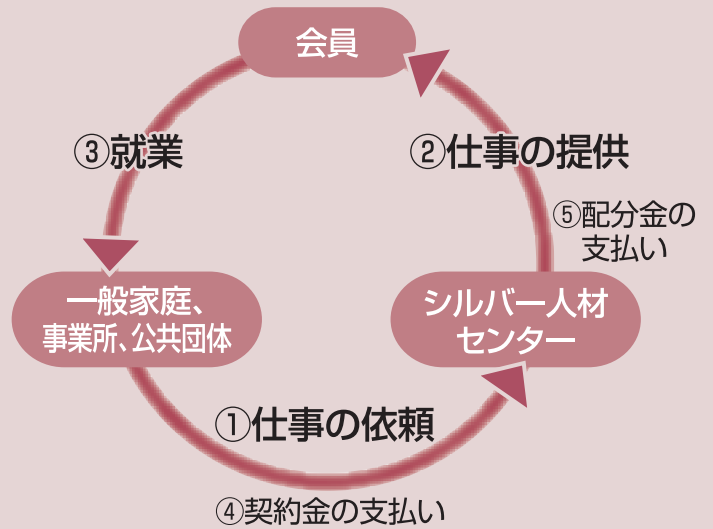 会員
③就業
②仕事の提供
⑤配分金の
支払い
一般家庭、
事業所、公共団体
シルバー人材
センター
①仕事の依頼
④契約金の支払い